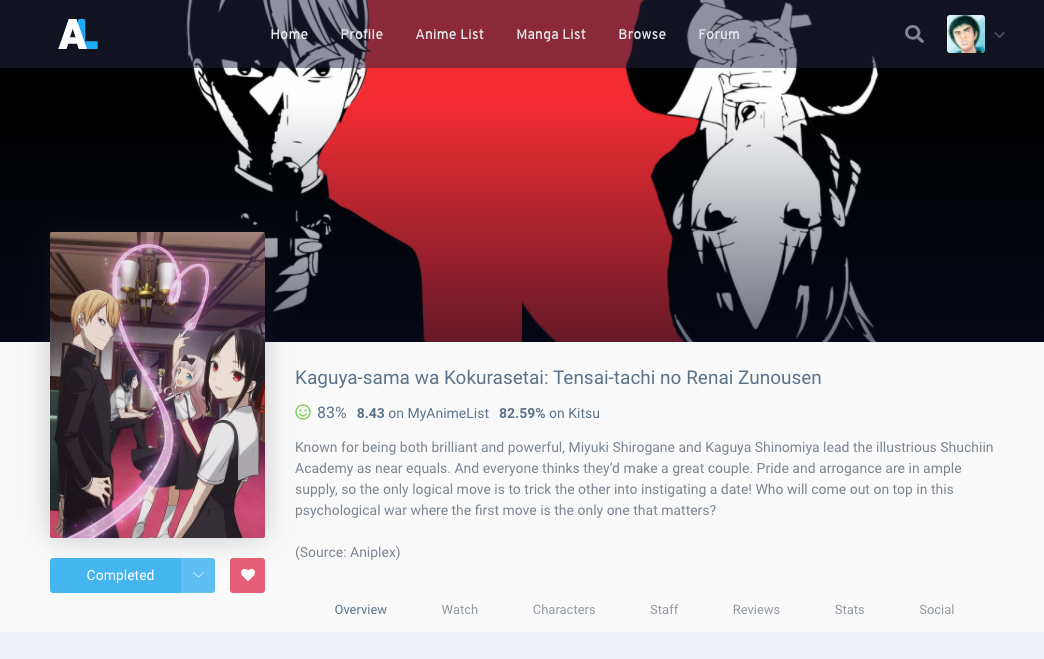 AL
Home Profile Anime List Manga List Browse Forum
Kaguya-sama wa Kokurasetai: Tensai-tachi no Renai Zunousen
83% 8.43 on MyAnimeList 82.59% on Kitsu
Known for being both brilliant and powerful, Miyuki Shirogane and Kaguya Shinomiya lead the illustrious Shuchiin
Academy as near equals. And everyone thinks they’d make a great couple. Pride and arrogance are in ample
supply, so the only logical move is to trick the other into instigating a date! Who will come out on top in this
psychological war where the first move is the only one that matters?
(Source: Aniplex)
Completed
Overview Watch Characters Staff Reviews Stats Social